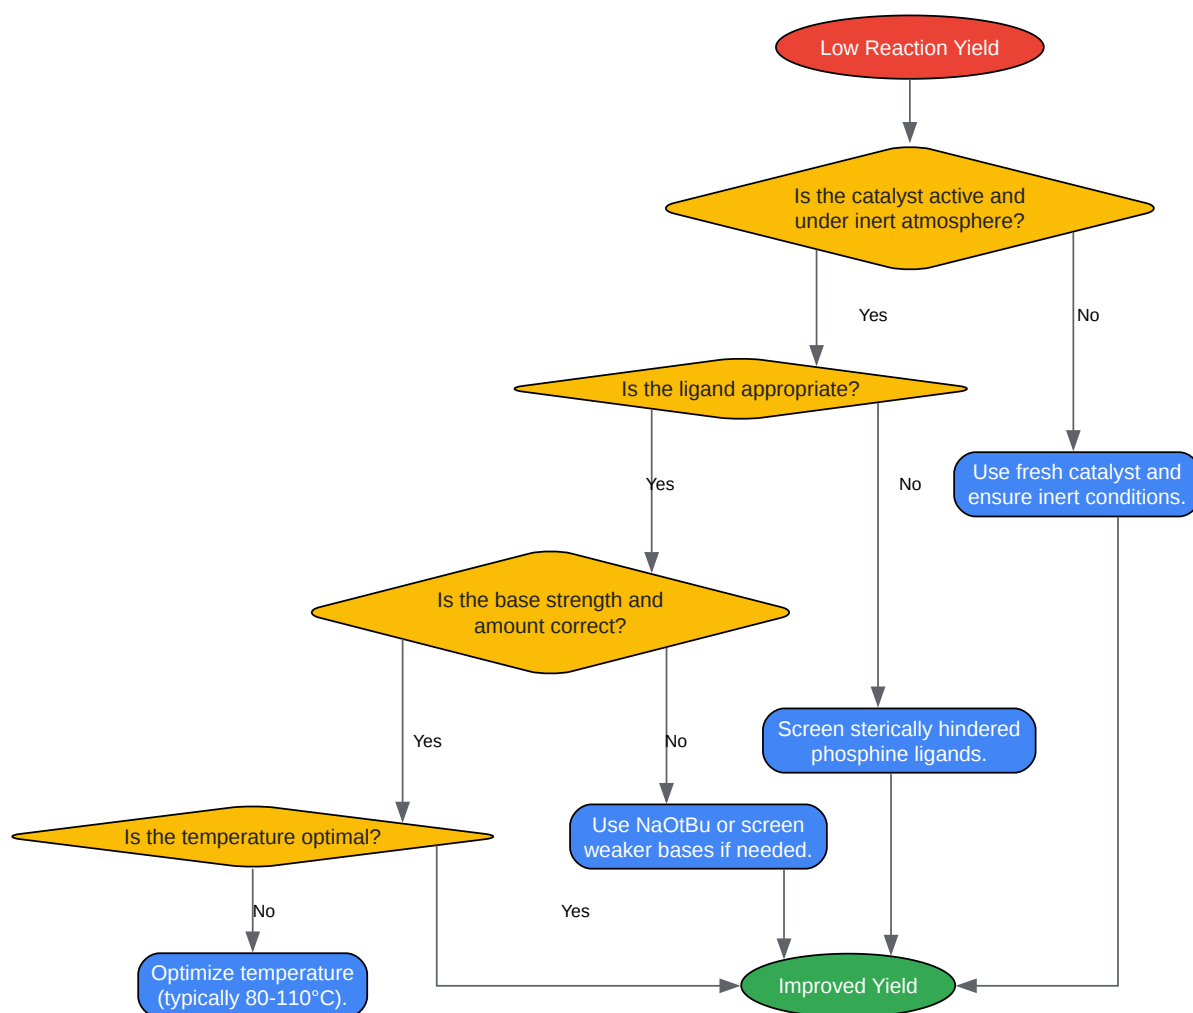 Low Reaction Yield
Is the catalyst active and
under inert atmosphere?
Yes
No
Is the ligand appropriate?
Use fresh catalyst and
ensure inert conditions.
Yes
No
Is the base strength and
amount correct?
Screen sterically hindered
phosphine ligands.
Yes
No
Is the temperature optimal?
Use NaOtBu or screen
weaker bases if needed.
No
Yes
Optimize temperature
(typically 80-110°C).
Improved Yield